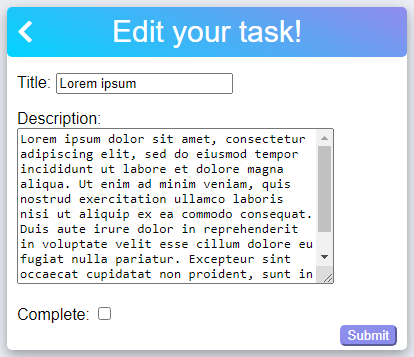 Edit your task!
Title: Lorem ipsum
Description:
Lorem ipsum dolor sit amet, consectetur
adipiscing elit, sed do eiusmod tempor
incididunt ut labore et dolore magna
aliqua. Ut enim ad minim veniam, quis
nostrud exercitation ullamco laboris
nisi ut aliquip ex ea commodo consequat.
Duis aute irure dolor in reprehenderit
in voluptate velit esse cillum dolore eu
fugiat nulla pariatur. Excepteur sint
occaecat cupidatat non proident, sunt in
Complete:
Submit